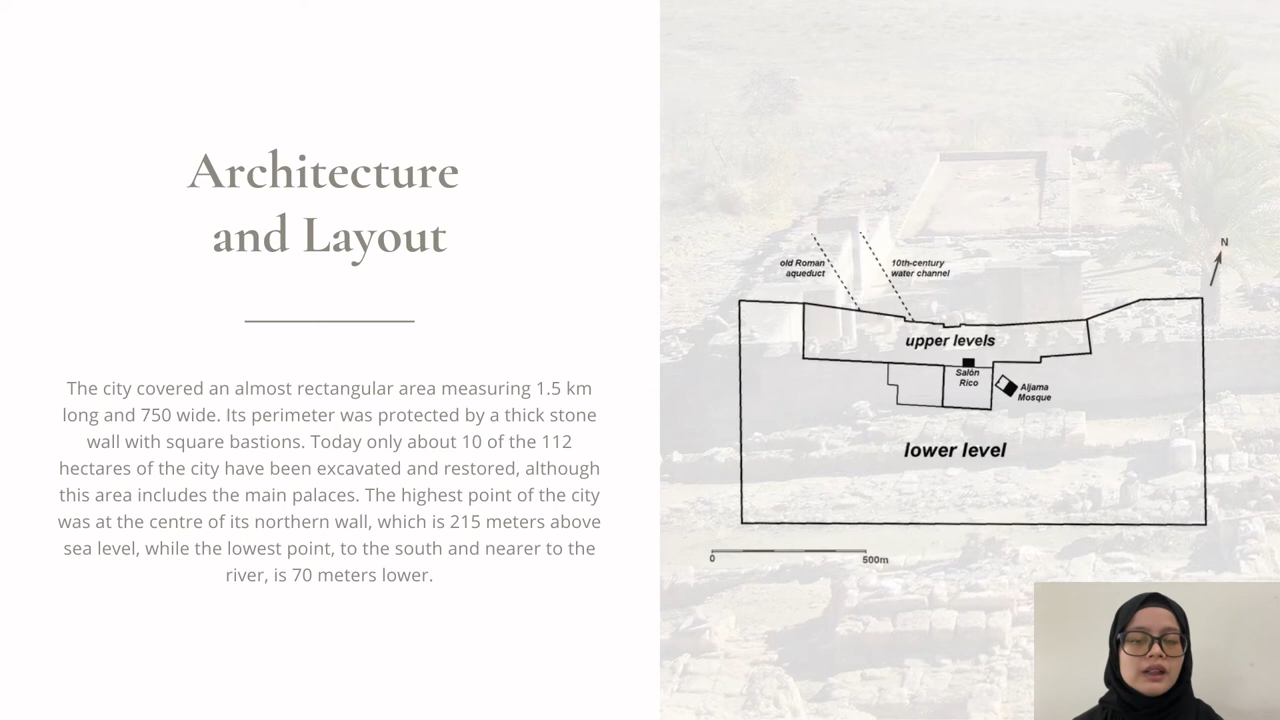 Architecture
and Layout
The city covered an almost rectangular area measuring 1.5 km
long and 750 wide. Its perimeter was protected by a thick stone
wall with square bastions. Today only about 10 of the 112
hectares of the city have been excavated and restored, although
this area includes the main palaces. The highest point of the city
was at the centre of its northern wall, which is 215 meters above
sea level, while the lowest point, to the south and nearer to the
river, is 70 meters lower.
N
old Roman
aqueduct
10th-century
water channel
upper levels
Salón
Rico
Aljama
Mosque
lower level
0
500m